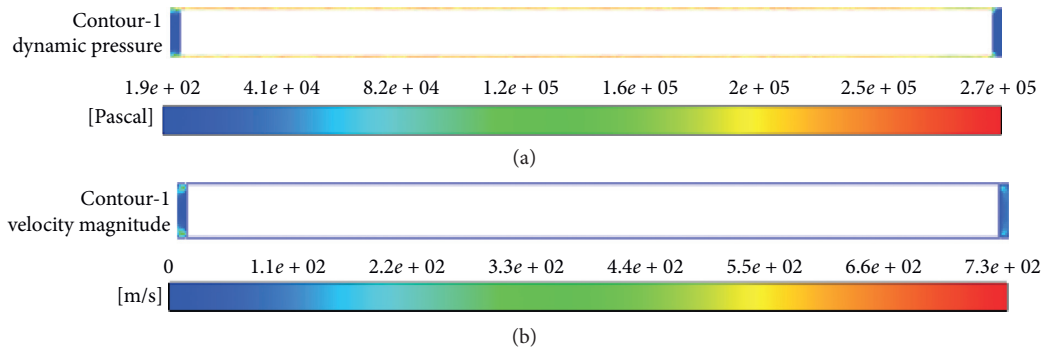 Contour-1
dynamic pressure
1.9e + 02 4.1e + 04 8.2e + 04 1.2e + 05 1.6e + 05 2e + 05 2.5e + 05 2.7e + 05
[Pascal]
(a)
Contour-1
velocity magnitude
0 1.1e + 02 2.2e + 02 3.3e + 02 4.4e + 02 5.5e + 02 6.6e + 02 7.3e + 02
[m/s]
(b)